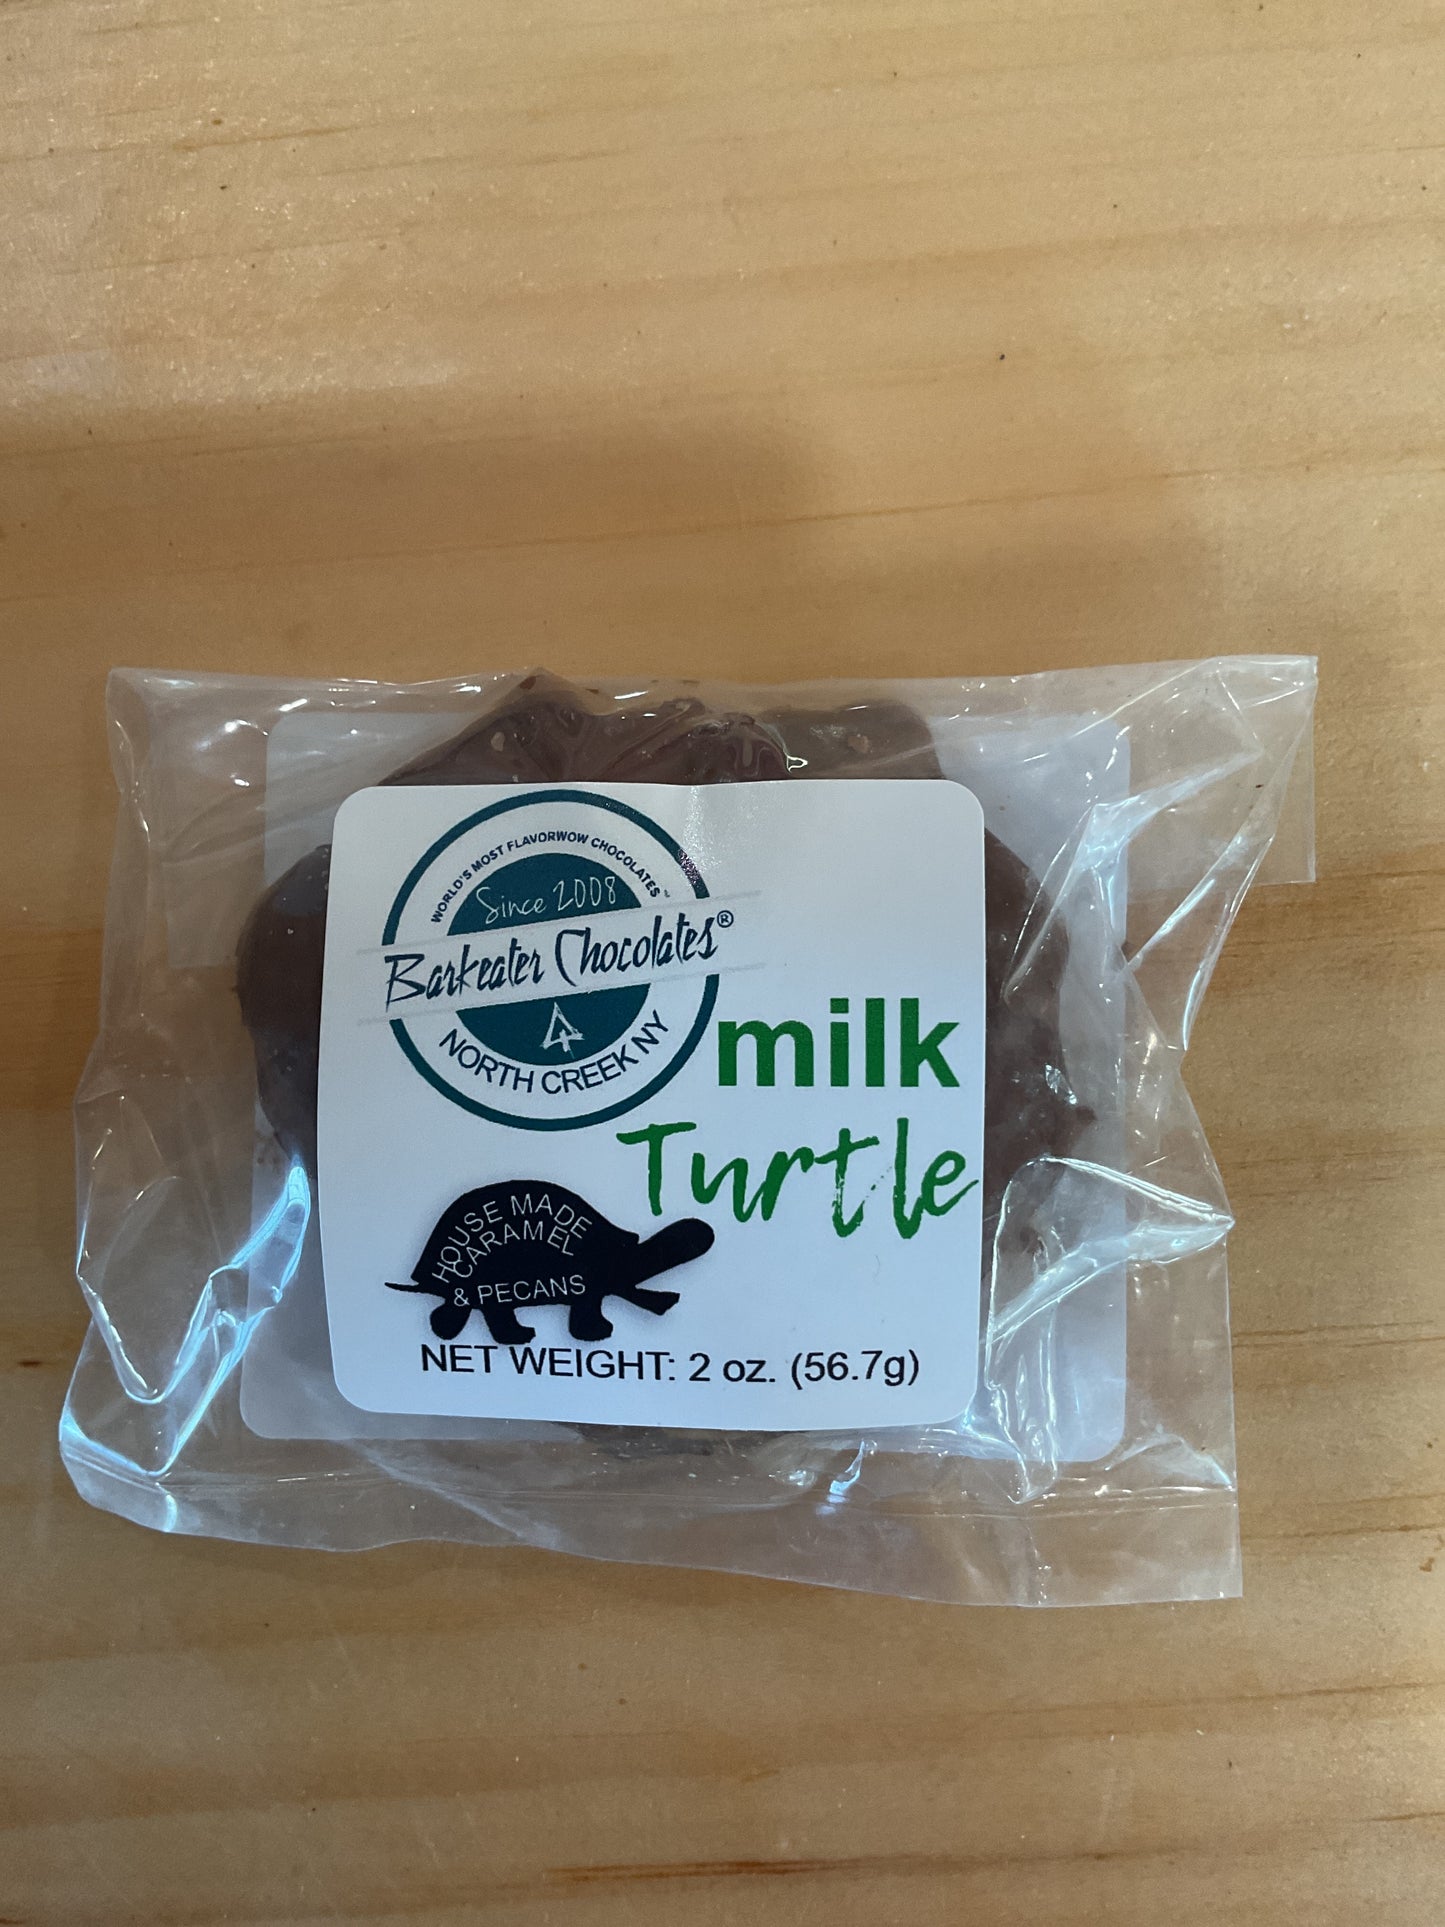 WORLD'S MOST FLAVORWOW CHOCOLATES™
Since 2008
Barkeater Chocolates®
NORTH CREEK NY
milk
Turtle
HOUSE MADE
CARAMEL
& PECANS
NET WEIGHT: 2 oz. (56.7g)